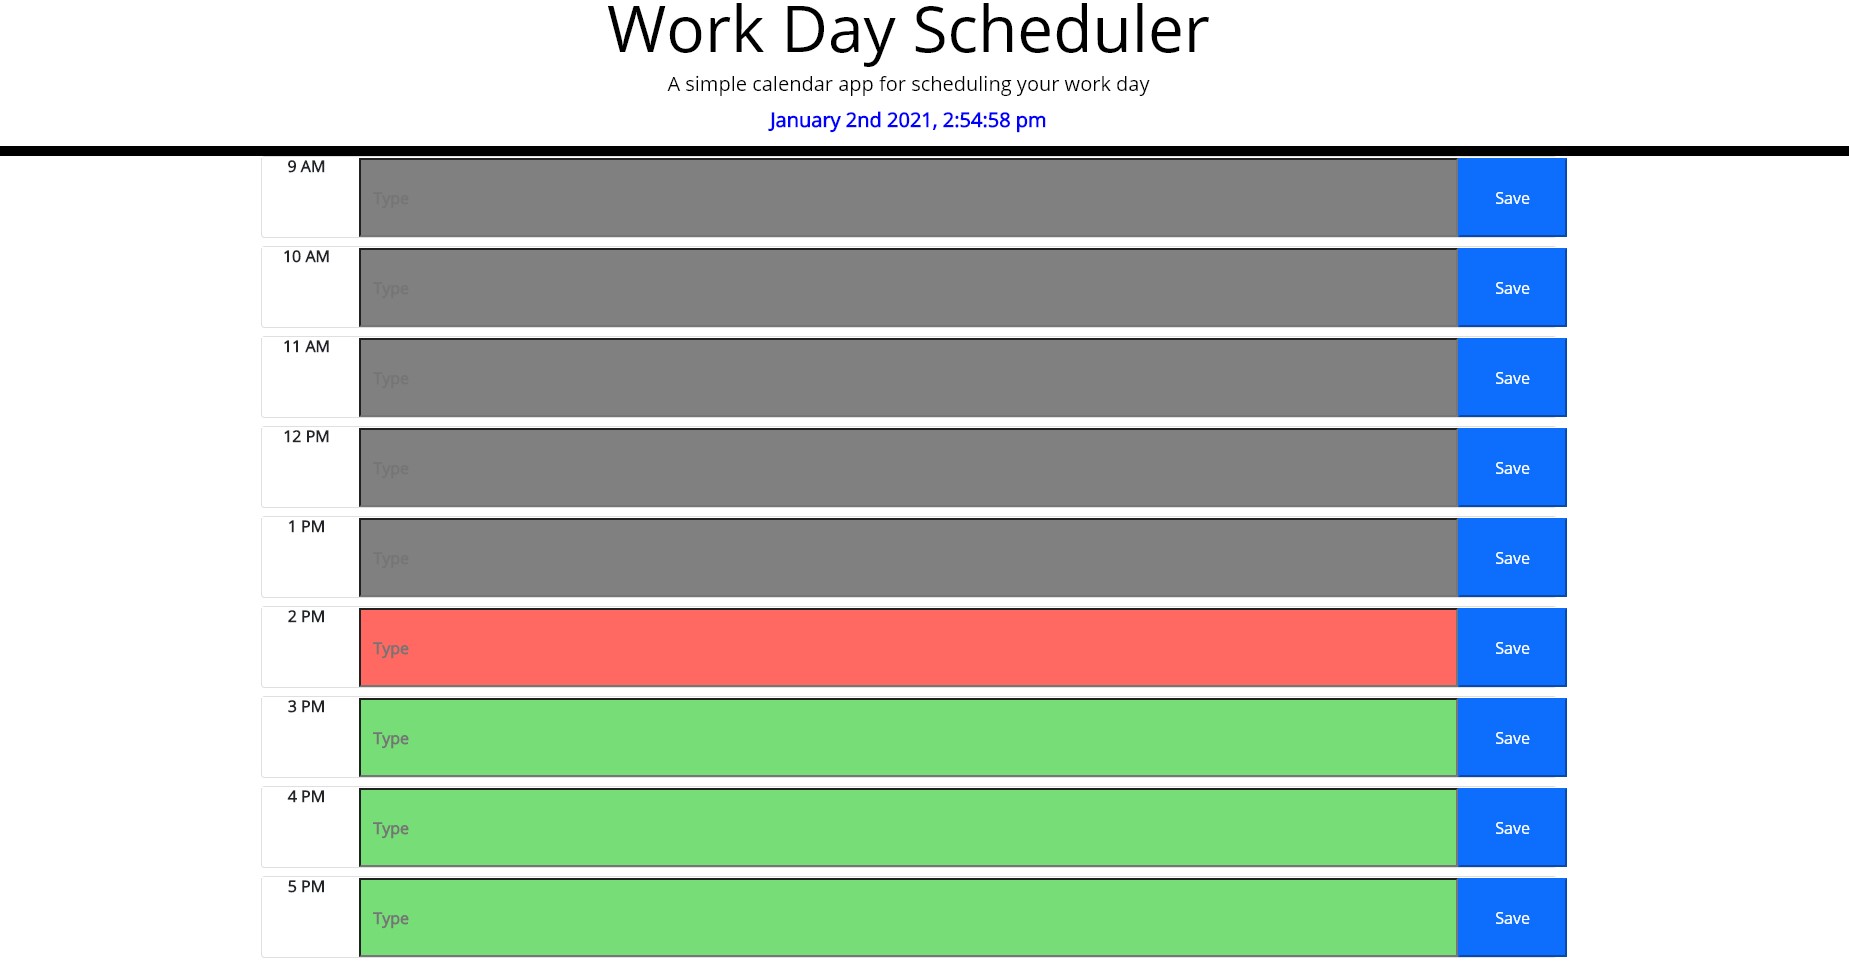 Work Day Scheduler
A simple calendar app for scheduling your work day
January 2nd 2021, 2:54:58 pm
9 AM Type Save
10 AM Type Save
11 AM Type Save
12 PM Type Save
1 PM Type Save
2 PM Type Save
3 PM Type Save
4 PM Type Save
5 PM Type Save